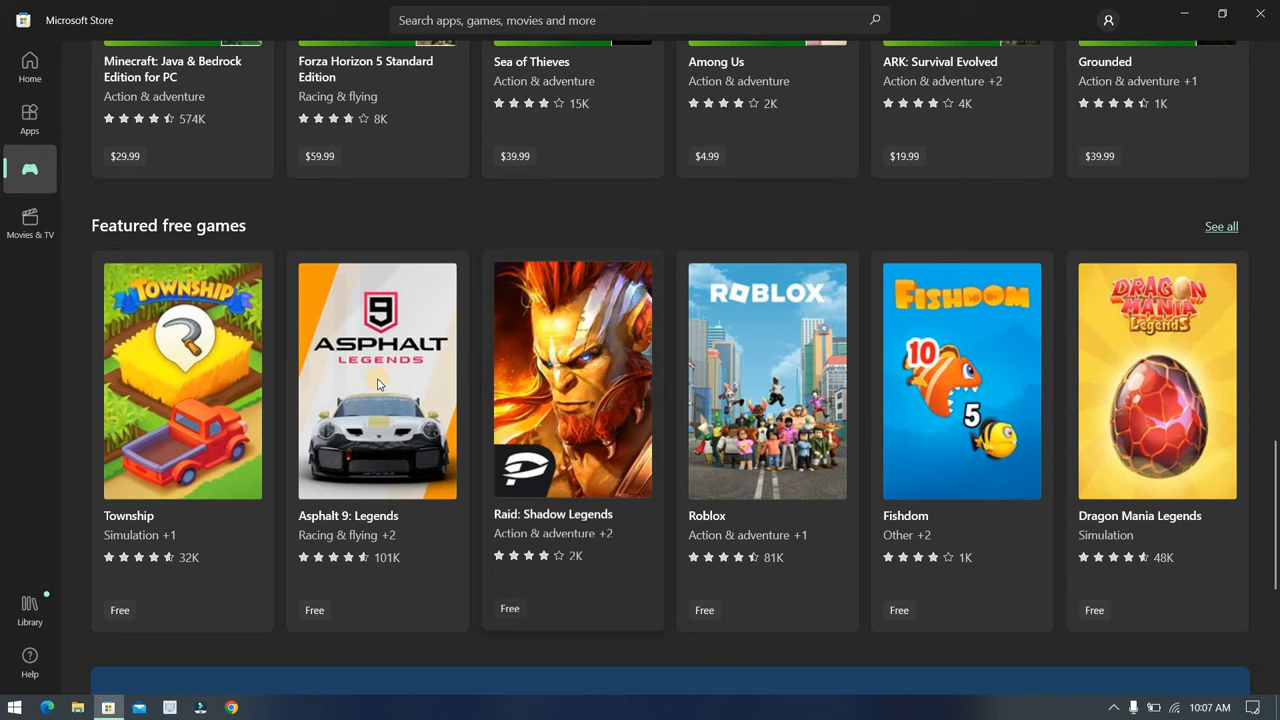 Microsoft Store
Search apps, games, movies and more
Home
Apps
Movies & TV
Library
Help
Minecraft: Java & Bedrock
Edition for PC
Action & adventure
574K
$29.99
Forza Horizon 5 Standard
Edition
Racing & flying
8K
$59.99
Sea of Thieves
Action & adventure
15K
$39.99
Among Us
Action & adventure
2K
$4.99
ARK: Survival Evolved
Action & adventure +2
4K
$19.99
Grounded
Action & adventure +1
1K
$39.99
Featured free games
See all
TOWNSHIP
Township
Simulation +1
32K
Free
9
ASPHALT
LEGENDS
Asphalt 9: Legends
Racing & flying +2
101K
Free
Raid: Shadow Legends
Action & adventure +2
2K
Free
ROBLOX
Roblox
Action & adventure +1
81K
Free
FISHDOM
10
5
Fishdom
Other +2
1K
Free
DRAGON
MANIA
Legends
Dragon Mania Legends
Simulation
48K
Free
10:07 AM